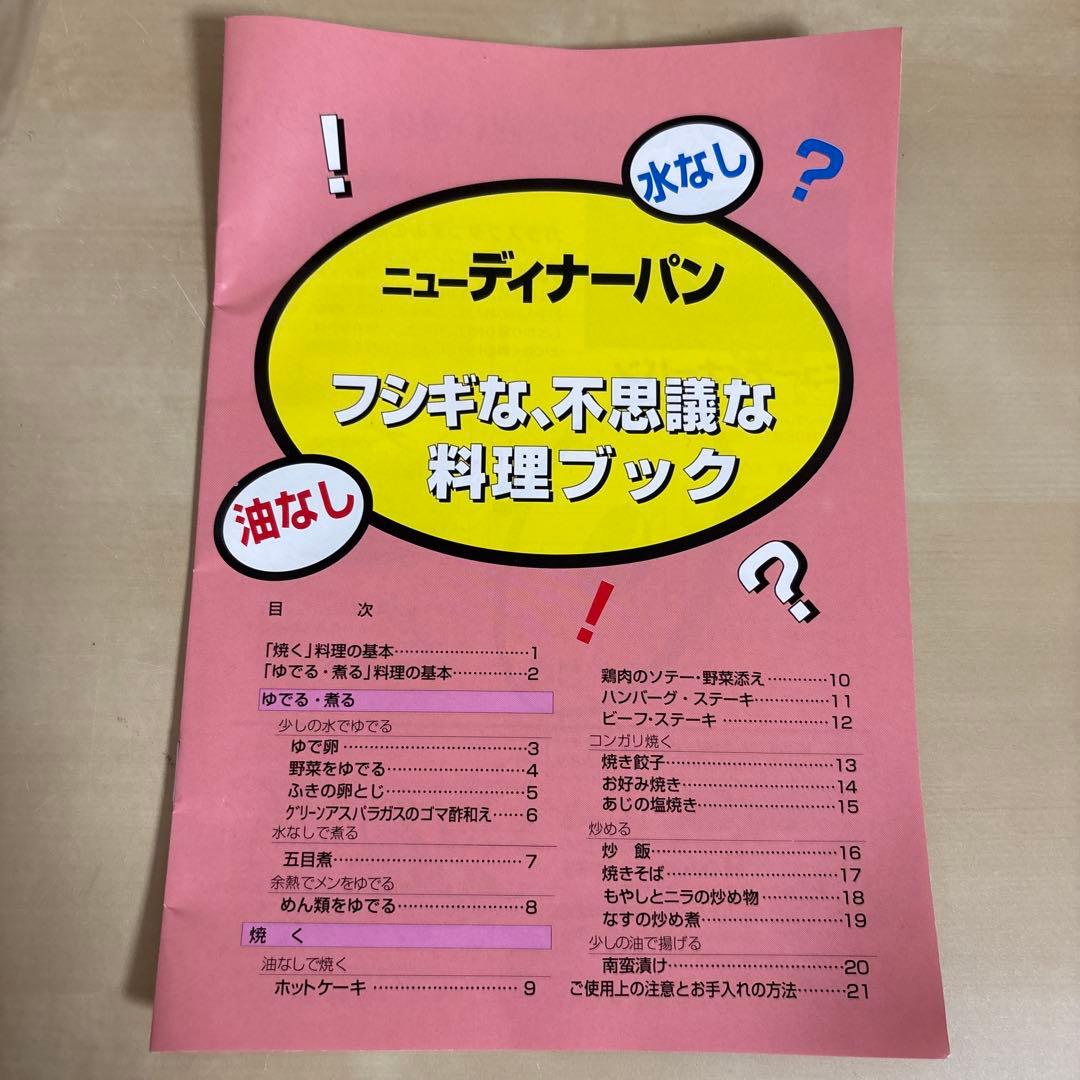 !
水なし
?
ニューディナーパン
フシギな、不思議な
料理ブック
油なし
!
?
目 次
「焼く」料理の基本………………………1
「ゆでる・煮る」料理の基本……………2
ゆでる・煮る
少しの水でゆでる
ゆで卵………………………………3
野菜をゆでる………………………4
ふきの卵とじ………………………5
グリーンアスパラガスのゴマ酢和え……6
水なしで煮る
五目煮………………………………7
余熱でメンをゆでる
めん類をゆでる……………………8
焼 く
油なしで焼く
ホットケーキ………………………9
鶏肉のソテー・野菜添え…………10
ハンバーグ・ステーキ……………11
ビーフ・ステーキ…………………12
コンガリ焼く
焼き餃子……………………………13
お好み焼き…………………………14
あじの塩焼き………………………15
炒める
炒 飯………………………………16
焼きそば……………………………17
もやしとニラの炒め物……………18
なすの炒め煮………………………19
少しの油で揚げる
南蛮漬け……………………………20
ご使用上の注意とお手入れの方法………21